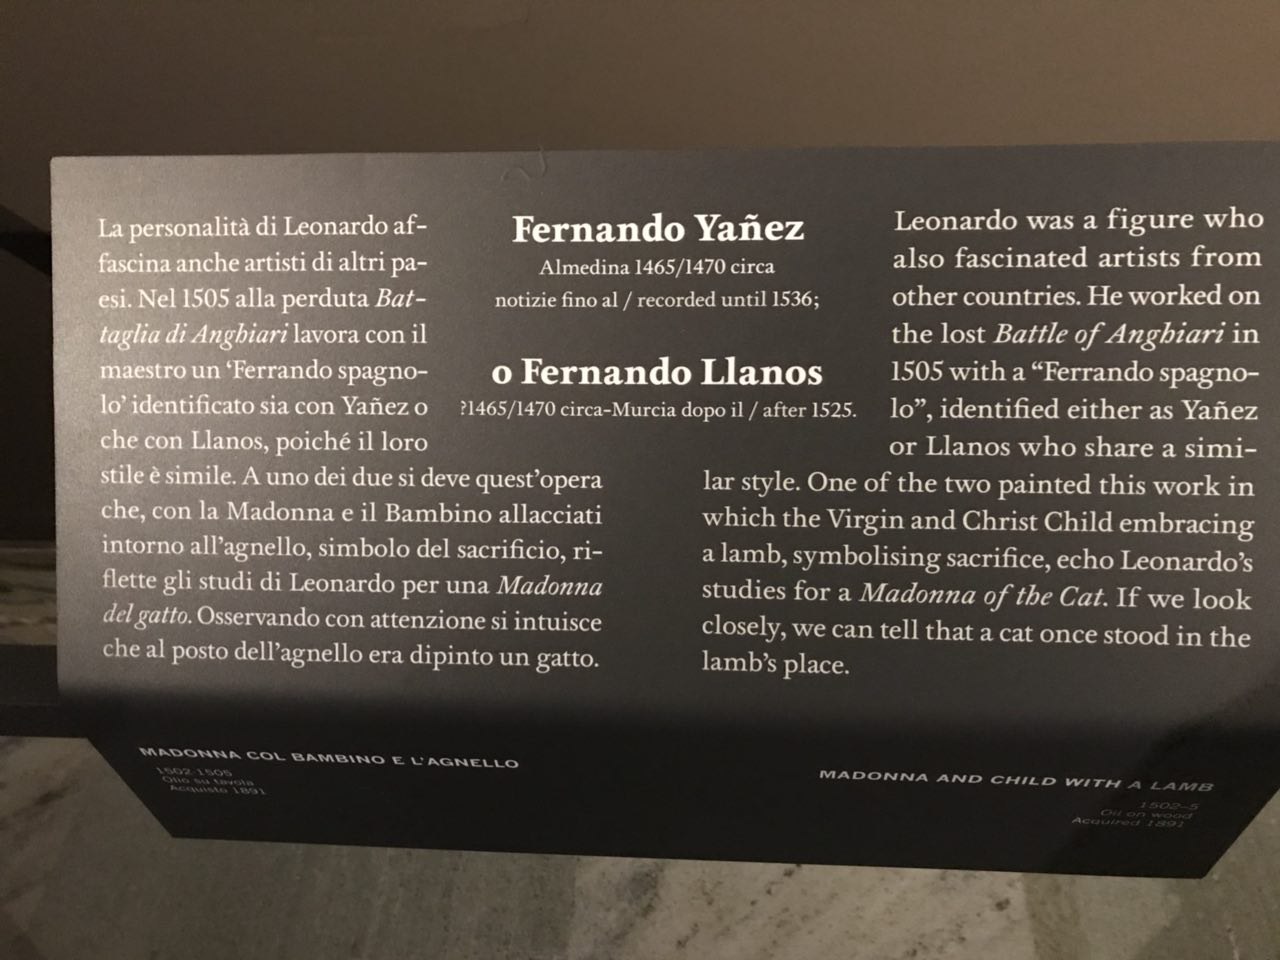 La personalità di Leonardo af-
fascina anche artisti di altri pa-
esi. Nel 1505 alla perduta Bat-
taglia di Anghiari lavora con il
maestro un ‘Ferrando spagno-
lo’ identificato sia con Yañez o
che con Llanos, poiché il loro
stile è simile. A uno dei due si deve quest’opera
che, con la Madonna e il Bambino allacciati
intorno all’agnello, simbolo del sacrificio, ri-
flette gli studi di Leonardo per una Madonna
del gatto. Osservando con attenzione si intuisce
che al posto dell’agnello era dipinto un gatto.
Fernando Yañez
Almedina 1465/1470 circa
notizie fino al / recorded until 1536;
o Fernando Llanos
?1465/1470 circa-Murcia dopo il / after 1525.
Leonardo was a figure who
also fascinated artists from
other countries. He worked on
the lost Battle of Anghiari in
1505 with a “Ferrando spagno-
lo”, identified either as Yañez
or Llanos who share a simi-
lar style. One of the two painted this work in
which the Virgin and Christ Child embracing
a lamb, symbolising sacrifice, echo Leonardo’s
studies for a Madonna of the Cat. If we look
closely, we can tell that a cat once stood in the
lamb’s place.
MADONNA COL BAMBINO E L’AGNELLO
1502-1505
Olio su tavola
Acquisto 1891
MADONNA AND CHILD WITH A LAMB
1502–5
Oil on wood
Acquired 1891